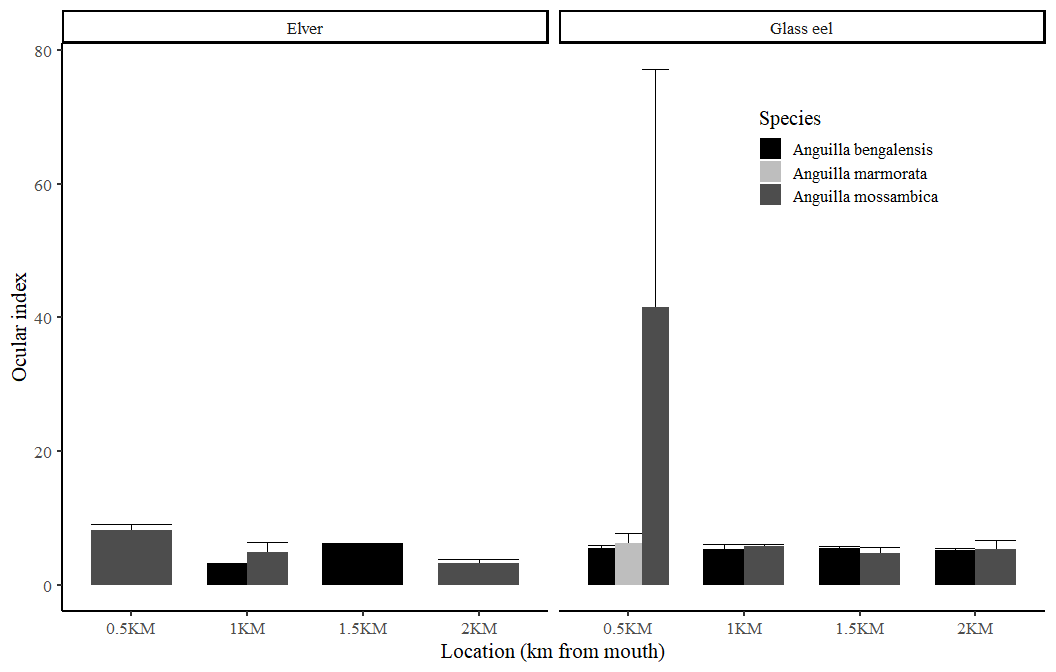 Elver
Glass eel
80
60
40
20
0
Ocular index
Species
Anguilla bengalensis
Anguilla marmorata
Anguilla mossambica
0.5KM 1KM 1.5KM 2KM
0.5KM 1KM 1.5KM 2KM
Location (km from mouth)